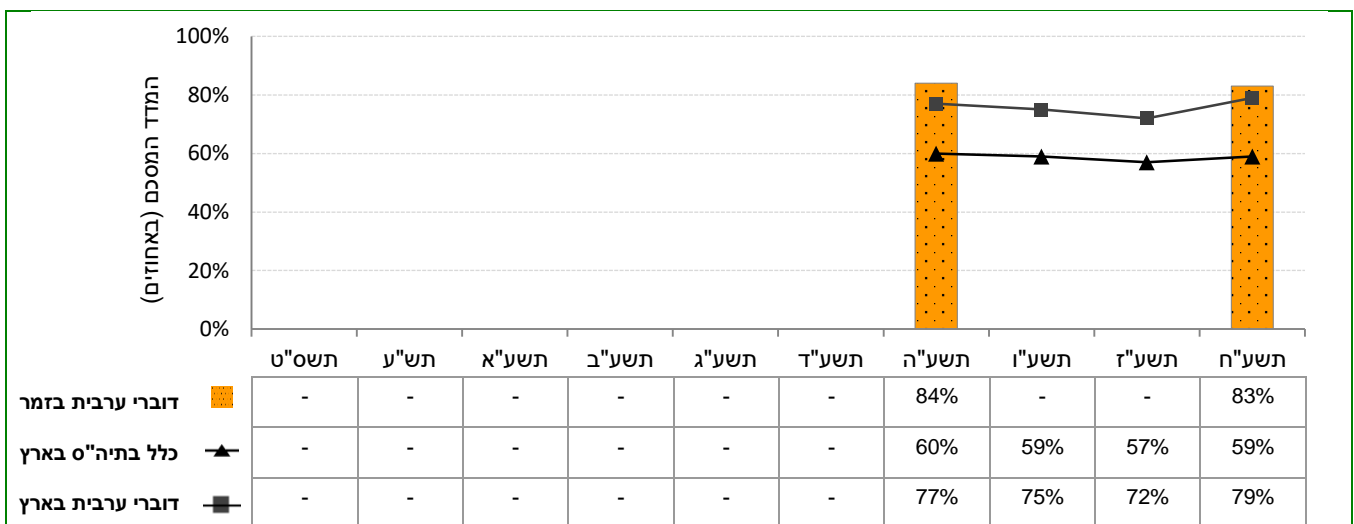 100%
80%
60%
40%
20%
0%
המדד המסכם (באחוזים)
תשס"ט תש"ע תשע"א תשע"ב תשע"ג תשע"ד תשע"ה תשע"ו תשע"ז תשע"ח
דוברי ערבית בזמר - - - - - - 84% - - 83%
כלל בתיה"ס בארץ - - - - - - 60% 59% 57% 59%
דוברי ערבית בארץ - - - - - - 77% 75% 72% 79%